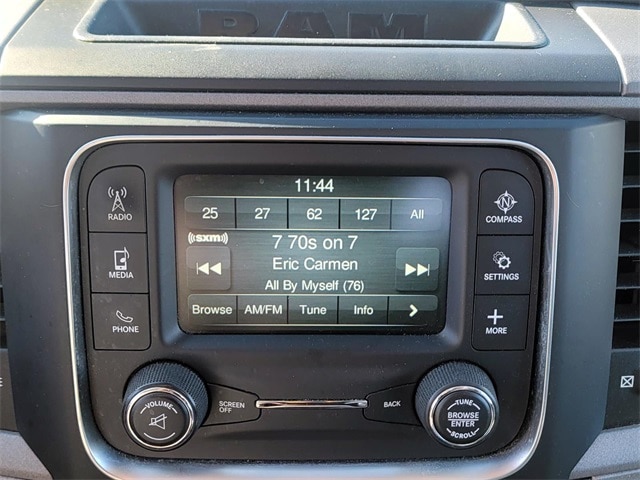 RAM
11:44
25 27 62 127 All
((sxm))
7 70s on 7
Eric Carmen
All By Myself (76)
Browse AM/FM Tune Info >
RADIO
MEDIA
PHONE
N
COMPASS
SETTINGS
+
MORE
VOLUME
SCREEN
OFF
BACK
TUNE
BROWSE
ENTER
SCROLL
E